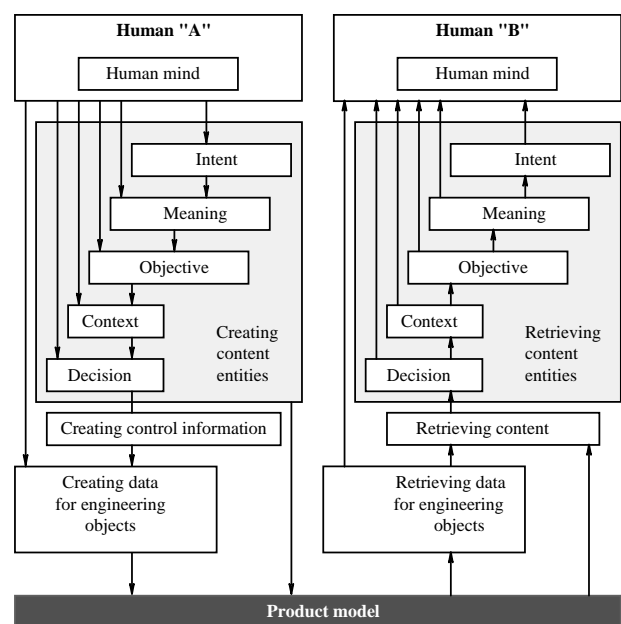 Human "A"
Human mind
Intent
Meaning
Objective
Context
Creating
content
entities
Decision
Creating control information
Creating data
for engineering
objects
Human "B"
Human mind
Intent
Meaning
Objective
Context
Retrieving
content
entities
Decision
Retrieving content
Retrieving data
for engineering
objects
Product model